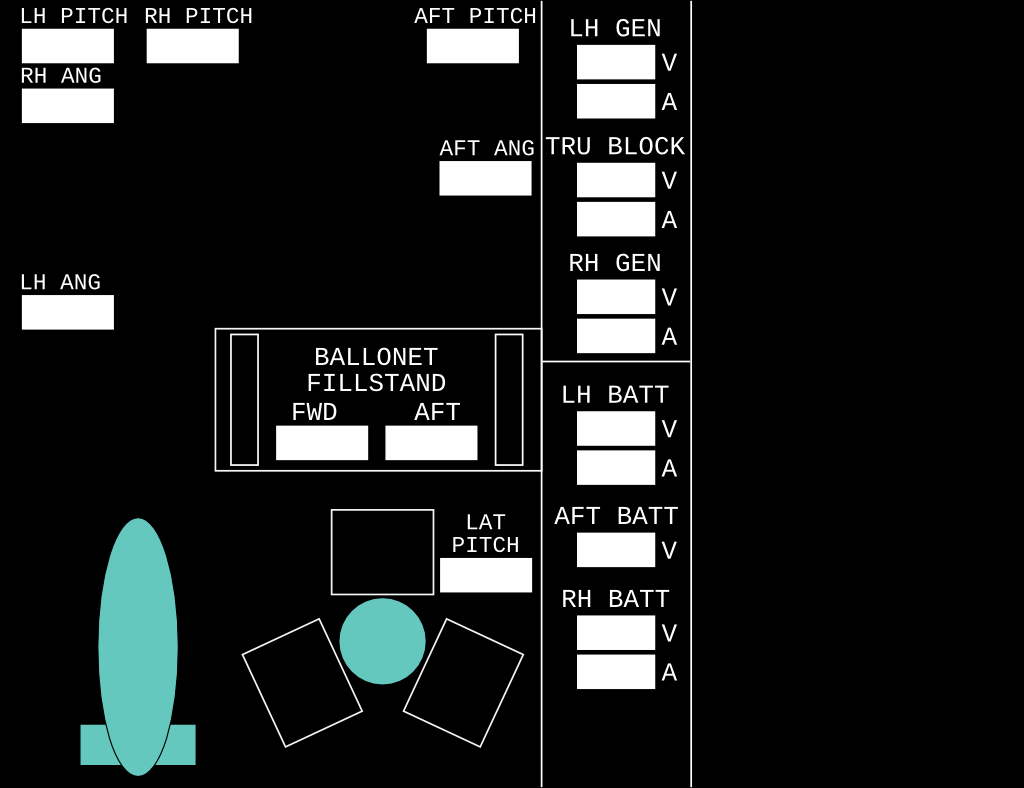 LH PITCH RH PITCH AFT PITCH
RH ANG
AFT ANG
LH ANG
BALLONET
FILLSTAND
FWD AFT
LAT
PITCH
LH GEN
V
A
TRU BLOCK
V
A
RH GEN
V
A
LH BATT
V
A
AFT BATT
V
RH BATT
V
A